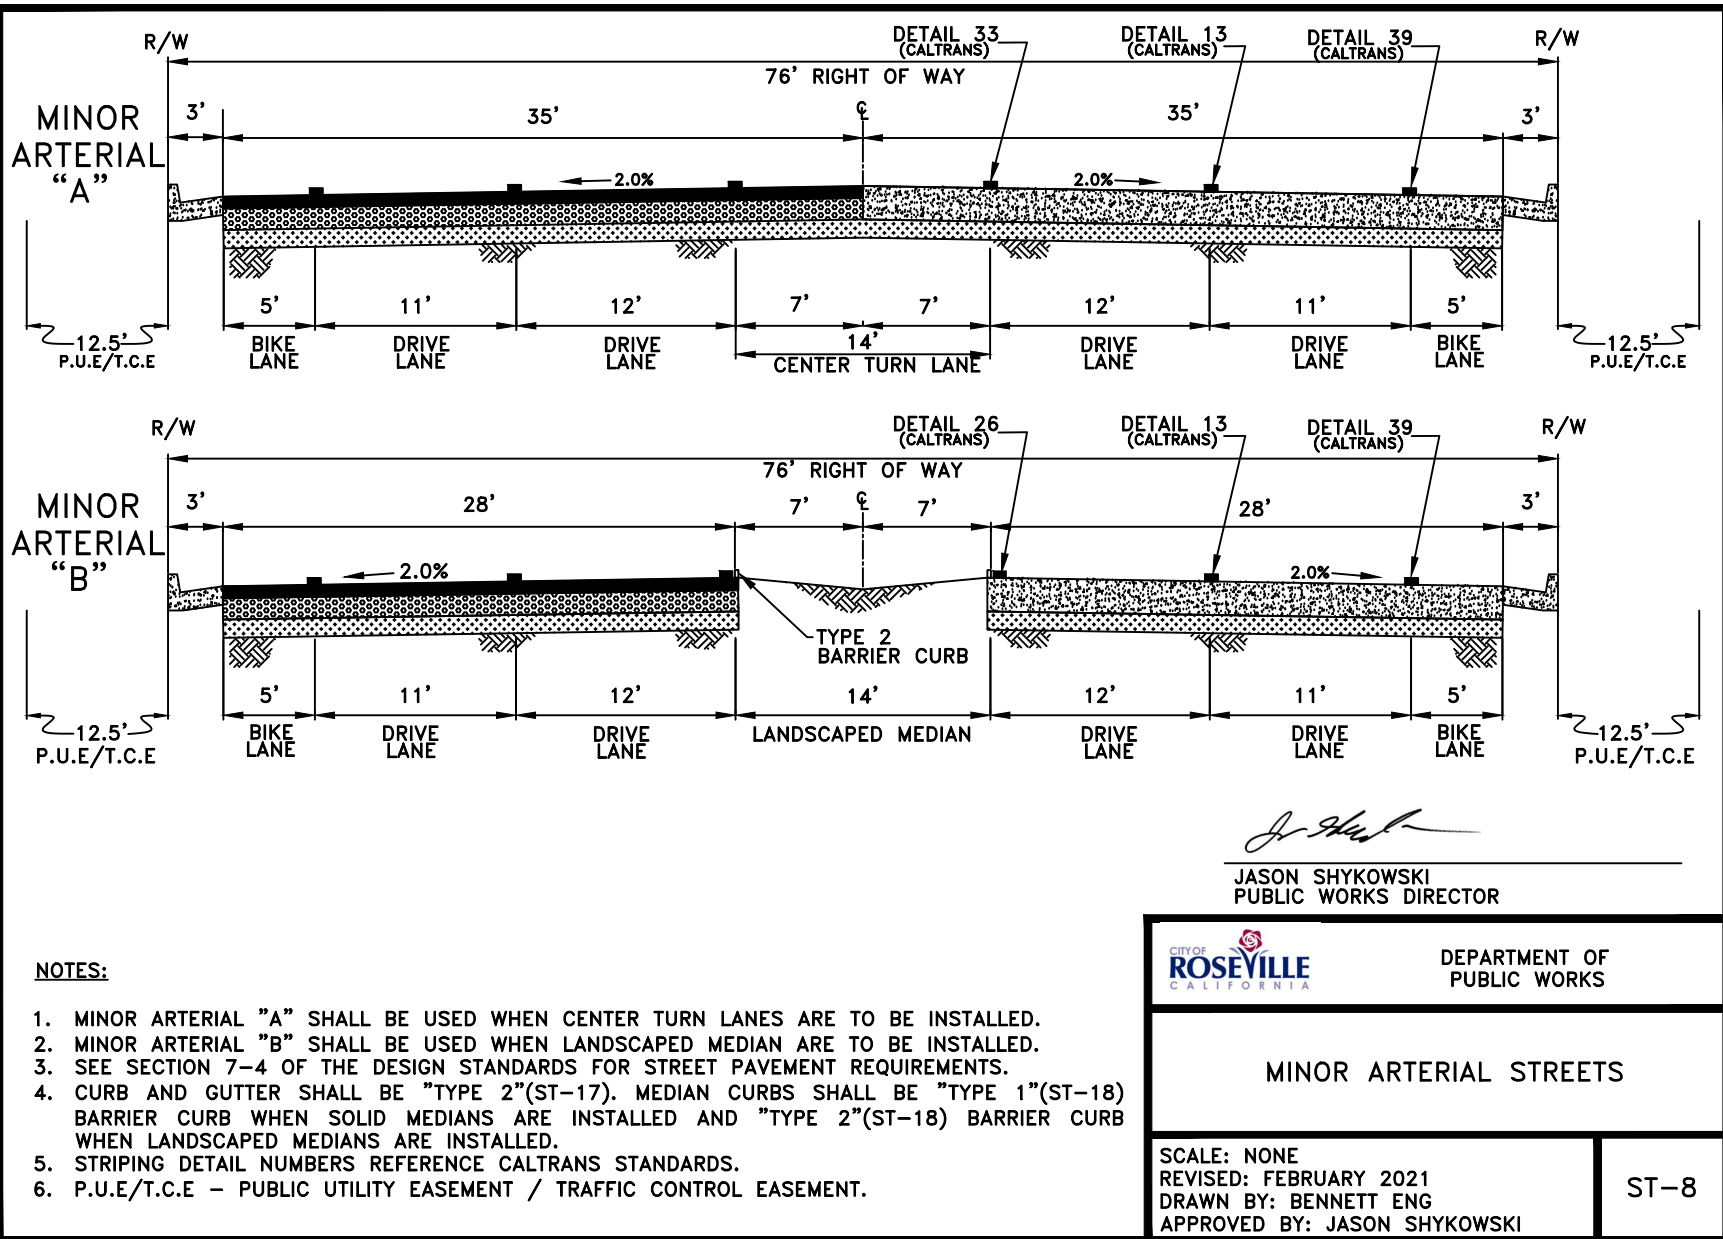 R/W
DETAIL 33
(CALTRANS)
DETAIL 13
(CALTRANS)
DETAIL 39
(CALTRANS)
R/W
76' RIGHT OF WAY
MINOR
ARTERIAL
“A”
3'
35'
℄
35'
3'
2.0%
2.0%
5'
11'
12'
7'
7'
12'
11'
5'
12.5'
P.U.E/T.C.E
BIKE
LANE
DRIVE
LANE
DRIVE
LANE
14'
CENTER TURN LANE
DRIVE
LANE
DRIVE
LANE
BIKE
LANE
12.5'
P.U.E/T.C.E
R/W
DETAIL 26
(CALTRANS)
DETAIL 13
(CALTRANS)
DETAIL 39
(CALTRANS)
R/W
76' RIGHT OF WAY
MINOR
ARTERIAL
“B”
3'
28'
7'
℄
7'
28'
3'
2.0%
2.0%
TYPE 2
BARRIER CURB
5'
11'
12'
14'
12'
11'
5'
12.5'
P.U.E/T.C.E
BIKE
LANE
DRIVE
LANE
DRIVE
LANE
LANDSCAPED MEDIAN
DRIVE
LANE
DRIVE
LANE
BIKE
LANE
12.5'
P.U.E/T.C.E
JASON SHYKOWSKI
PUBLIC WORKS DIRECTOR
NOTES:
1. MINOR ARTERIAL "A" SHALL BE USED WHEN CENTER TURN LANES ARE TO BE INSTALLED.
2. MINOR ARTERIAL "B" SHALL BE USED WHEN LANDSCAPED MEDIAN ARE TO BE INSTALLED.
3. SEE SECTION 7-4 OF THE DESIGN STANDARDS FOR STREET PAVEMENT REQUIREMENTS.
4. CURB AND GUTTER SHALL BE "TYPE 2"(ST-17). MEDIAN CURBS SHALL BE "TYPE 1"(ST-18)
BARRIER CURB WHEN SOLID MEDIANS ARE INSTALLED AND "TYPE 2"(ST-18) BARRIER CURB
WHEN LANDSCAPED MEDIANS ARE INSTALLED.
5. STRIPING DETAIL NUMBERS REFERENCE CALTRANS STANDARDS.
6. P.U.E/T.C.E - PUBLIC UTILITY EASEMENT / TRAFFIC CONTROL EASEMENT.
CITY OF
ROSEVILLE
CALIFORNIA
DEPARTMENT OF
PUBLIC WORKS
MINOR ARTERIAL STREETS
SCALE: NONE
REVISED: FEBRUARY 2021
DRAWN BY: BENNETT ENG
APPROVED BY: JASON SHYKOWSKI
ST-8